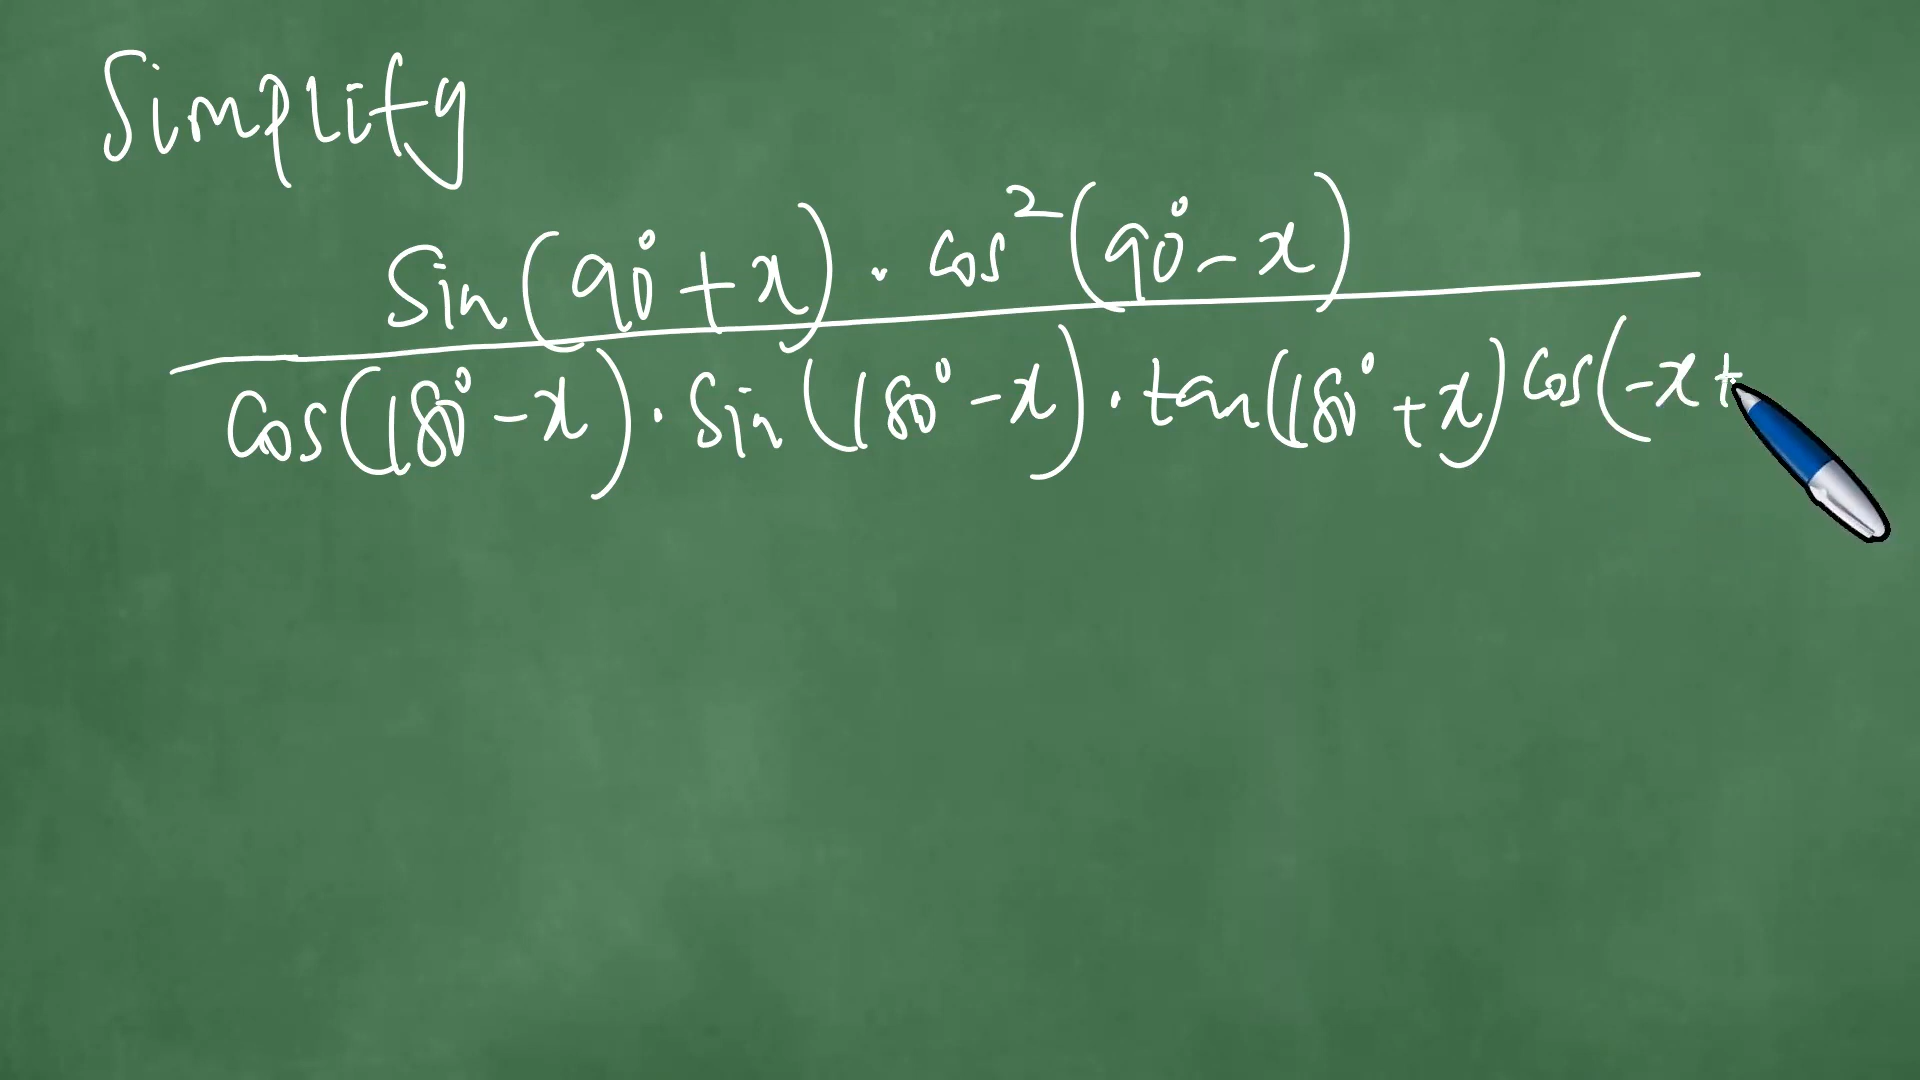 Simplify
sin(90° + x) · cos²(90° - x)
cos(180° - x) · sin(180° - x) · tan(180° + x) cos(-x +